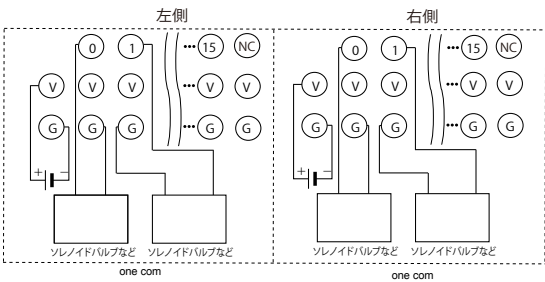 左側
0 1 ••• 15 NC
V V V ••• V V
G G G ••• G G
+ −
ソレノイドバルブなど ソレノイドバルブなど
one com
右側
0 1 ••• 15 NC
V V V ••• V V
G G G ••• G G
+ −
ソレノイドバルブなど ソレノイドバルブなど
one com